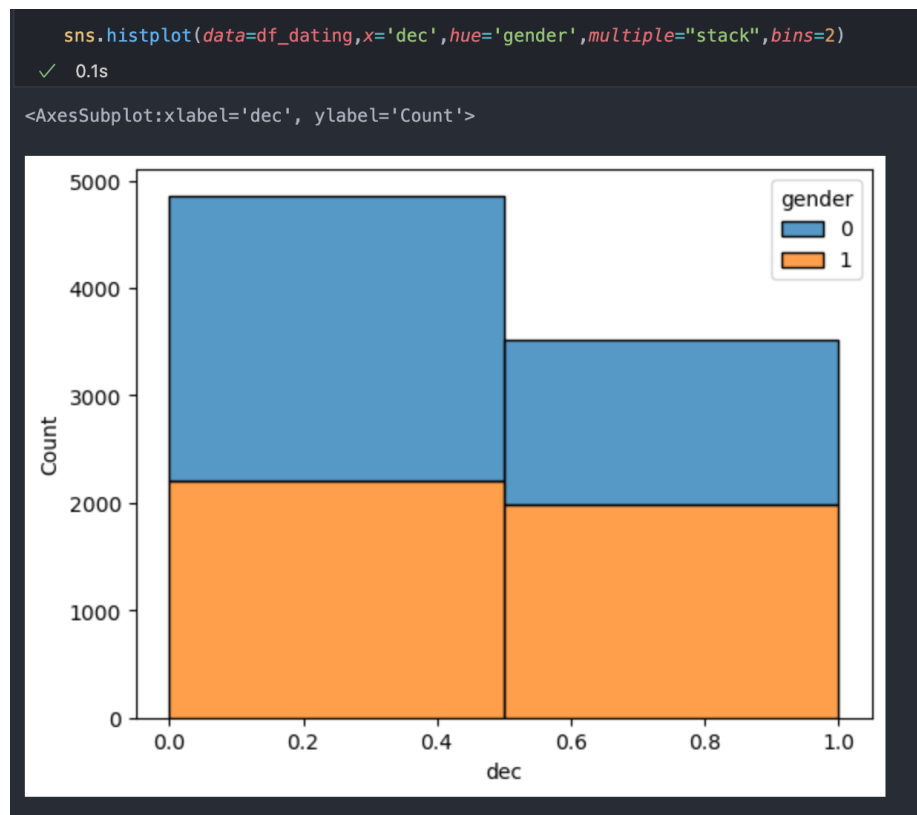 sns.histplot(data=df_dating,x='dec',hue='gender',multiple="stack",bins=2)
✓ 0.1s
<AxesSubplot:xlabel='dec', ylabel='Count'>
gender
0
1
5000
4000
3000
2000
1000
0
Count
0.0 0.2 0.4 0.6 0.8 1.0
dec